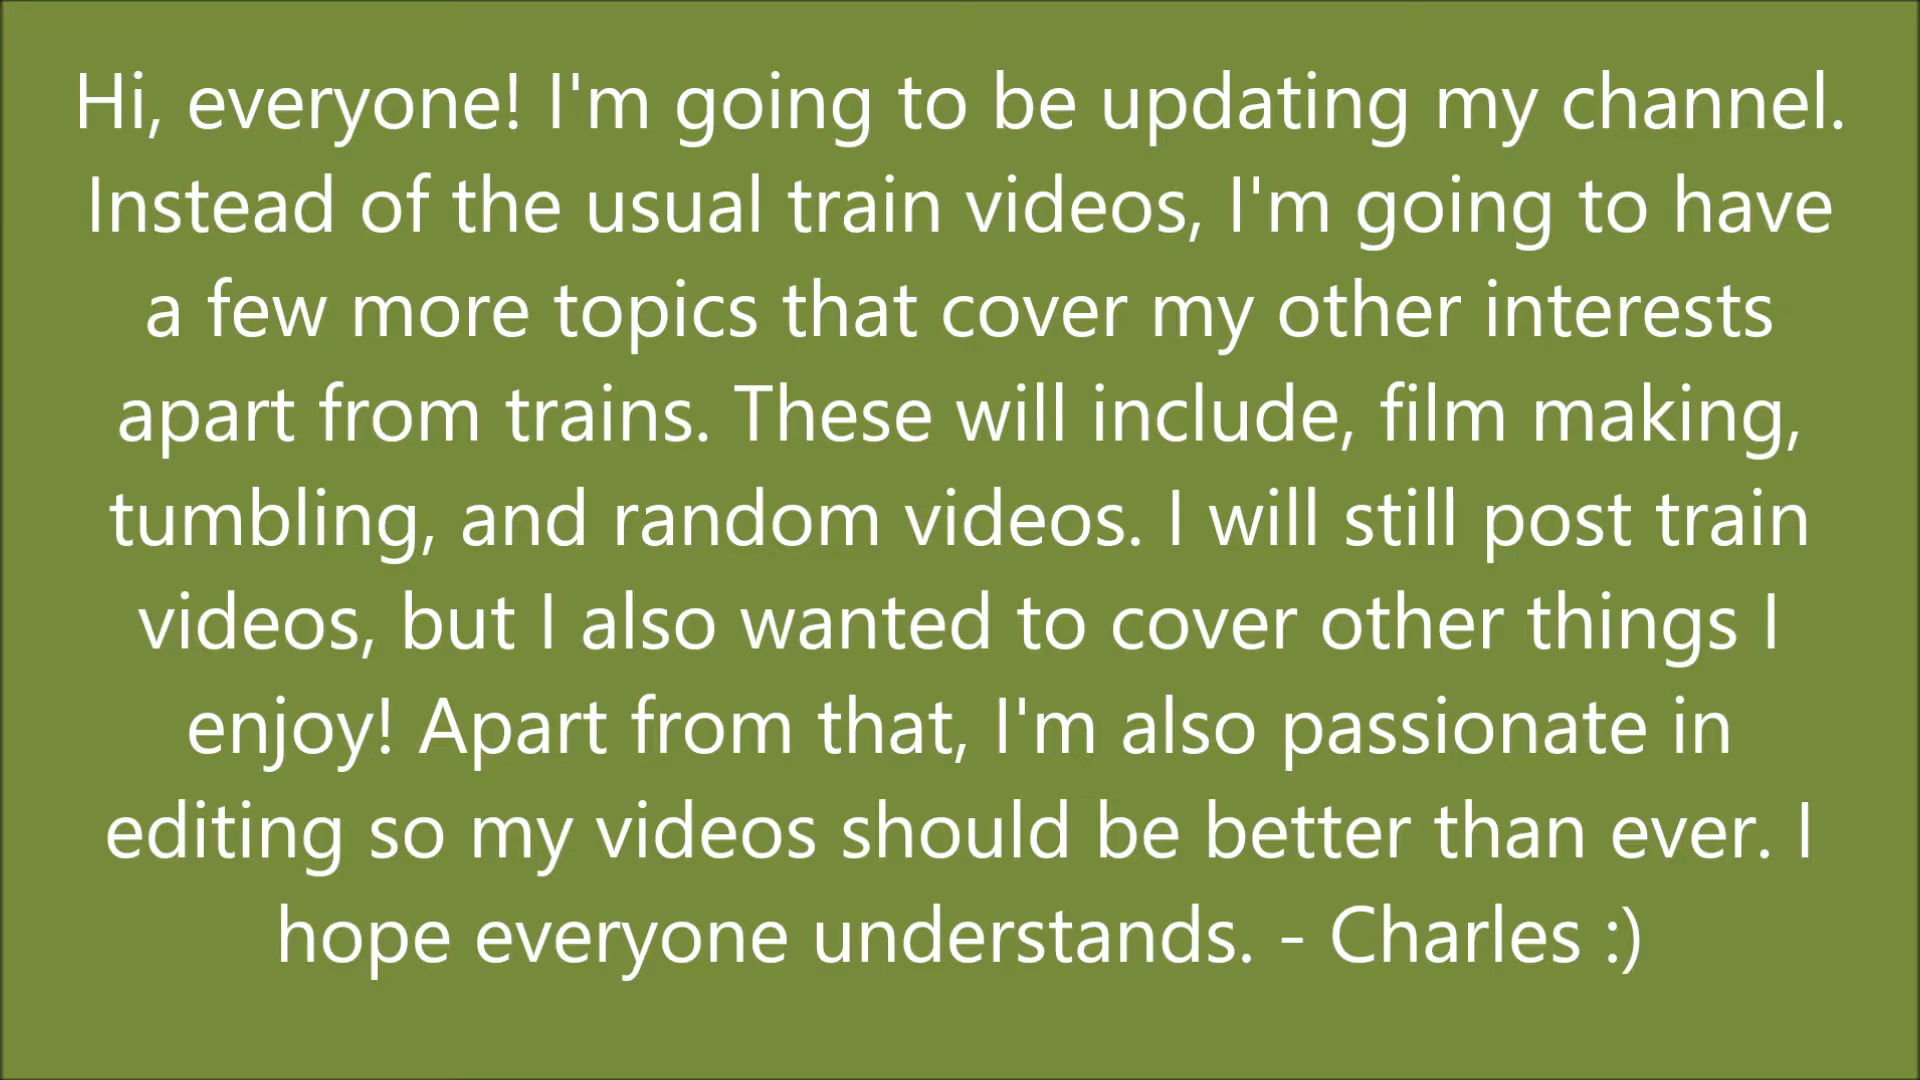 Hi, everyone! I'm going to be updating my channel.
Instead of the usual train videos, I'm going to have
a few more topics that cover my other interests
apart from trains. These will include, film making,
tumbling, and random videos. I will still post train
videos, but I also wanted to cover other things I
enjoy! Apart from that, I'm also passionate in
editing so my videos should be better than ever. I
hope everyone understands. - Charles :)